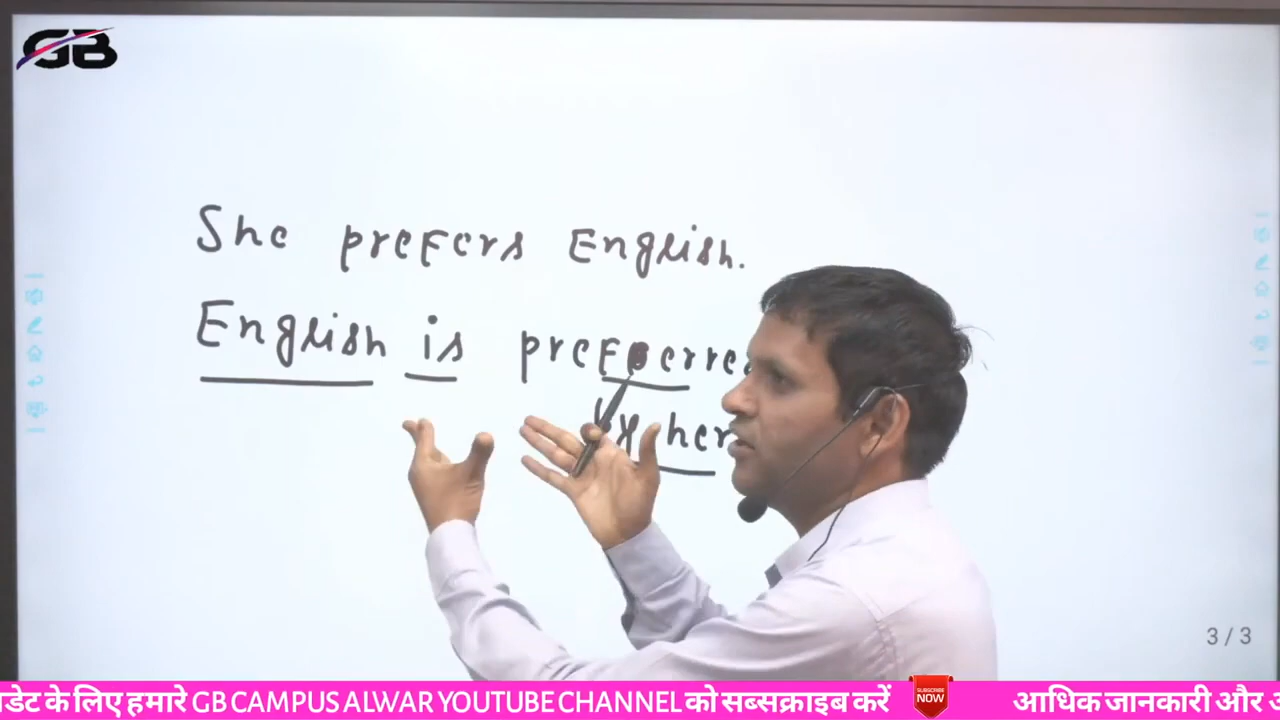 GB
She prefers English.
English is preferre
by her
3 / 3
डेट के लिए हमारे GB CAMPUS ALWAR YOUTUBE CHANNEL को सब्सक्राइब करें SUBSCRIBE NOW आधिक जानकारी और